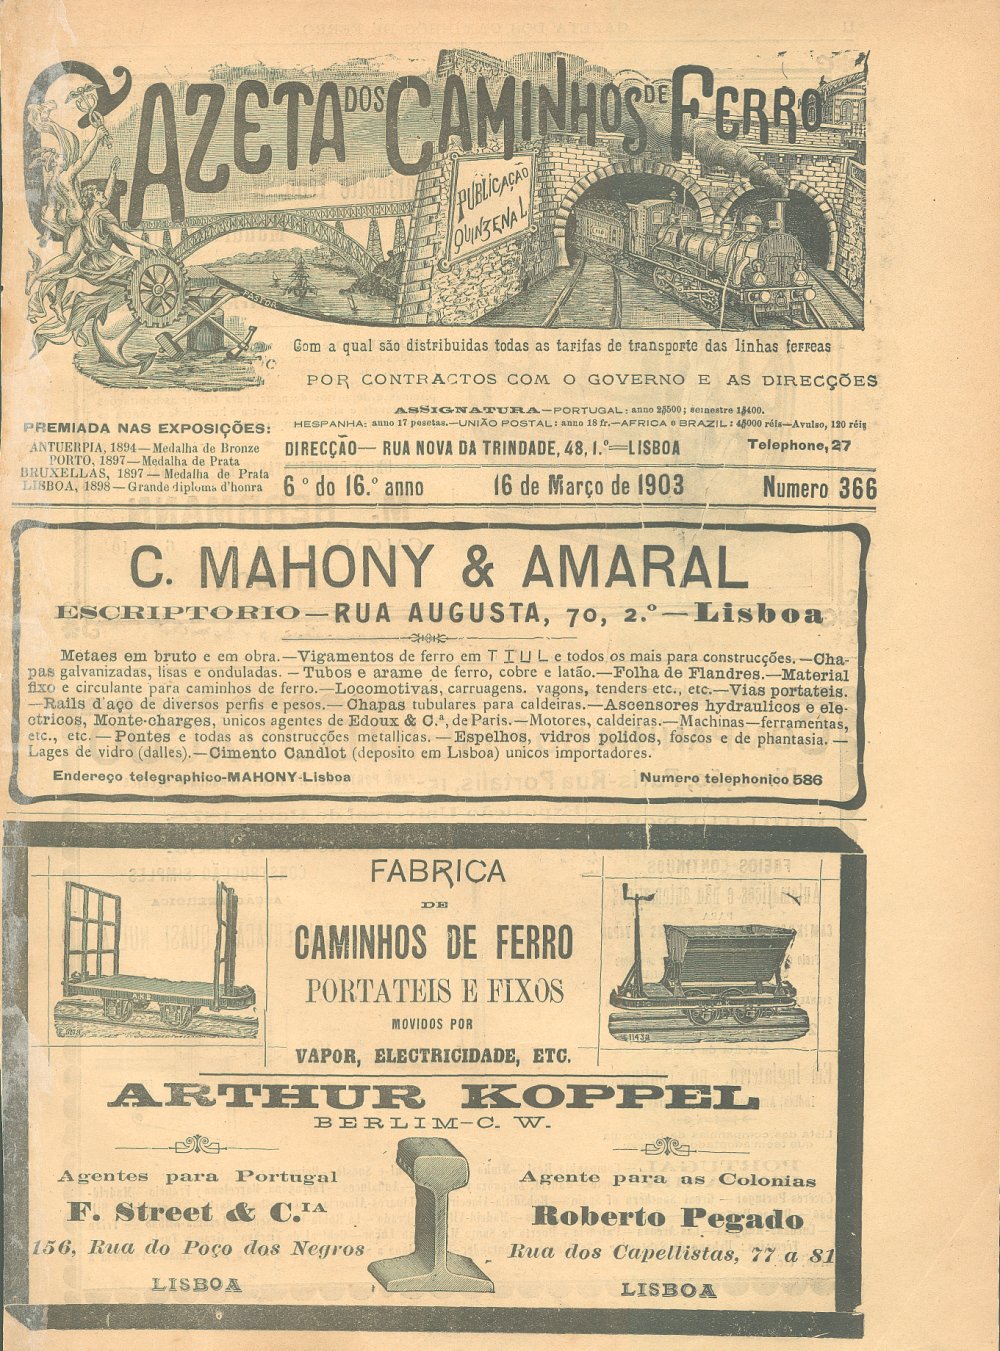 GAZETA DOS CAMINHOS DE FERRO
PUBLICAÇÃO
QUINZENAL
PASTOR
Com a qual são distribuidas todas as tarifas de transporte das linhas ferreas
POR CONTRACTOS COM O GOVERNO E AS DIRECÇÕES
PREMIADA NAS EXPOSIÇÕES:
ANTUERPIA, 1894—Medalha de Bronze
PORTO, 1897—Medalha de Prata
BRUXELLAS, 1897—Medalha de Prata
LISBOA, 1898—Grande diploma d'honra
ASSIGNATURA—PORTUGAL: anno 2$500; semestre 1$400.
HESPANHA: anno 17 pesetas.—UNIÃO POSTAL: anno 18 fr.—AFRICA e BRAZIL: 4$000 réis—Avulso, 120 réis
DIRECÇÃO—RUA NOVA DA TRINDADE, 48, 1.º—LISBOA Telephone, 27
6º do 16.º anno 16 de Março de 1903 Numero 366
C. MAHONY & AMARAL
ESCRIPTORIO—RUA AUGUSTA, 70, 2.º—Lisboa
Metaes em bruto e em obra.—Vigamentos de ferro em T I U L e todos os mais para construcções.—Cha-
pas galvanizadas, lisas e onduladas.—Tubos e arame de ferro, cobre e latão.—Folha de Flandres.—Material
fixo e circulante para caminhos de ferro.—Locomotivas, carruagens. vagons, tenders etc., etc.—Vias portateis.
—Rails d'aço de diversos perfis e pesos.—Chapas tubulares para caldeiras.—Ascensores hydraulicos e ele-
ctricos, Monte-charges, unicos agentes de Edoux & C.ª, de Paris.—Motores, caldeiras.—Machinas—ferramentas,
etc., etc.—Pontes e todas as construcções metallicas.—Espelhos, vidros polidos, foscos e de phantasia.—
Lages de vidro (dalles).—Cimento Candlot (deposito em Lisboa) unicos importadores.
Endereço telegraphico-MAHONY-Lisboa Numero telephonico 586
FABRICA
DE
CAMINHOS DE FERRO
PORTATEIS E FIXOS
MOVIDOS POR
VAPOR, ELECTRICIDADE, ETC.
ARTHUR KOPPEL
BERLIM—C. W.
Agentes para Portugal
F. Street & C.IA
156, Rua do Poço dos Negros
LISBOA
Agente para as Colonias
Roberto Pegado
Rua dos Capellistas, 77 a 81
LISBOA